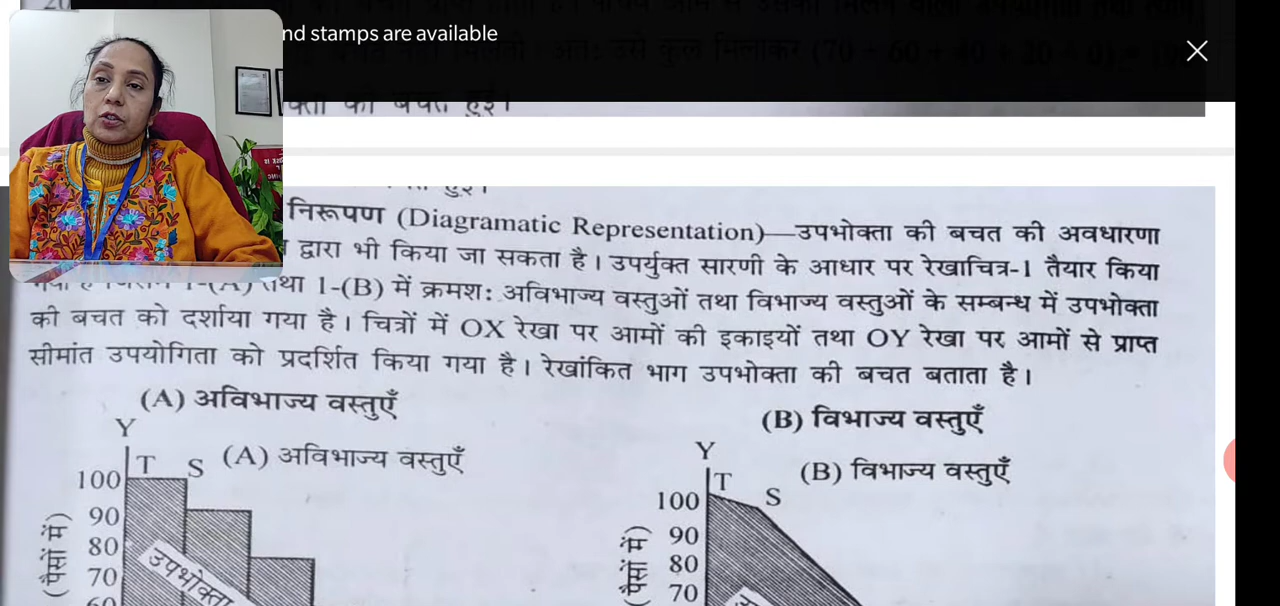 nd stamps are available
क्ता की बचत हुई।
निरूपण (Diagramatic Representation)—उपभोक्ता की बचत की अवधारणा
द्वारा भी किया जा सकता है। उपर्युक्त सारणी के आधार पर रेखाचित्र-1 तैयार किया
तथा 1-(B) में क्रमश: अविभाज्य वस्तुओं तथा विभाज्य वस्तुओं के सम्बन्ध में उपभोक्ता
की बचत को दर्शाया गया है। चित्रों में OX रेखा पर आमों की इकाइयों तथा OY रेखा पर आमों से प्राप्त
सीमांत उपयोगिता को प्रदर्शित किया गया है। रेखांकित भाग उपभोक्ता की बचत बताता है।
(A) अविभाज्य वस्तुएँ
Y
T S (A) अविभाज्य वस्तुएँ
100
90
80
70
60
(पैसों में)
उपभोक्ता
(B) विभाज्य वस्तुएँ
Y
T S (B) विभाज्य वस्तुएँ
100
90
80
70
(पैसों में)